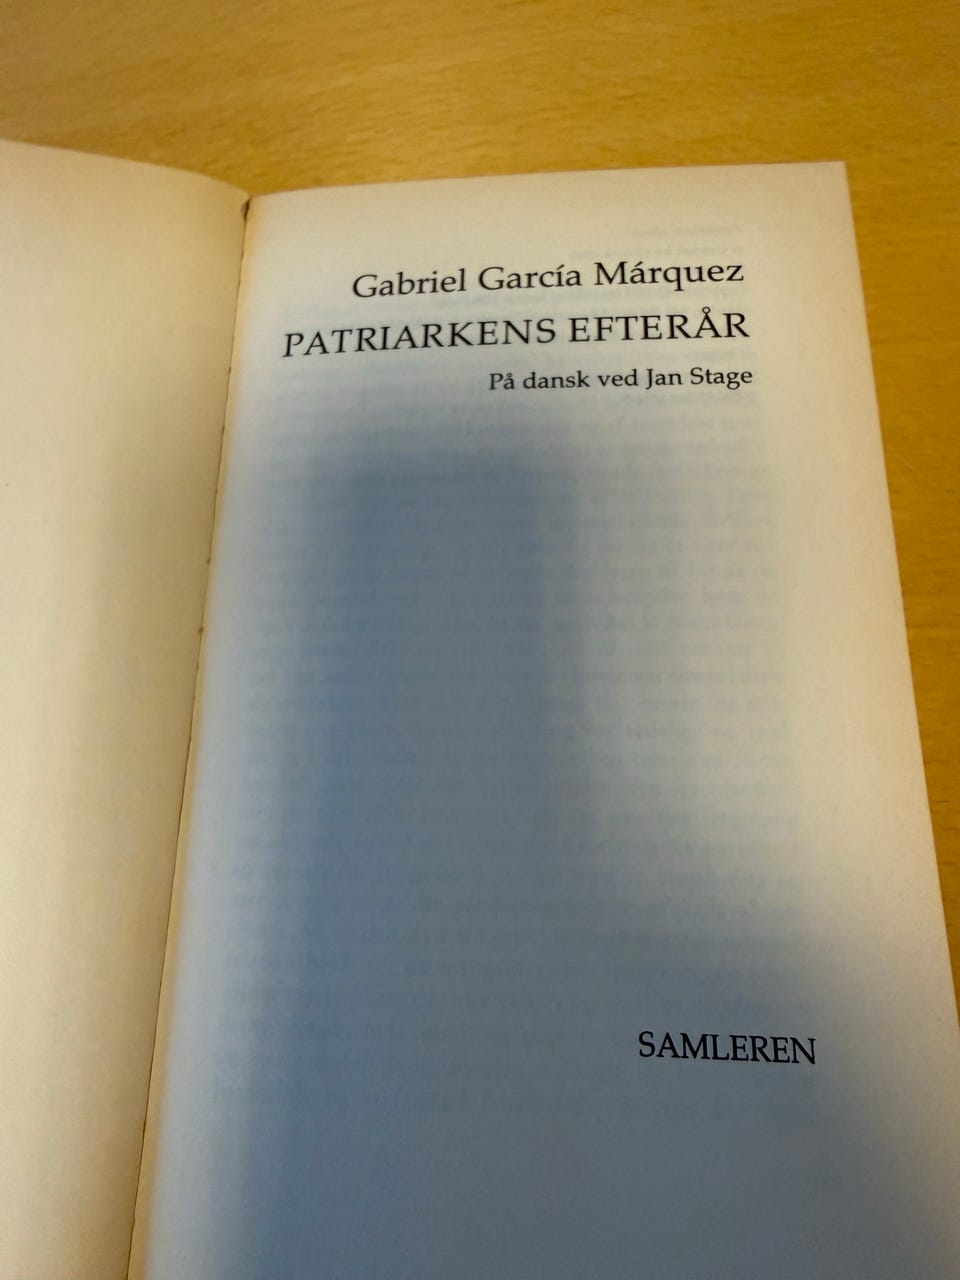 Gabriel García Márquez
PATRIARKENS EFTERÅR
På dansk ved Jan Stage
SAMLEREN